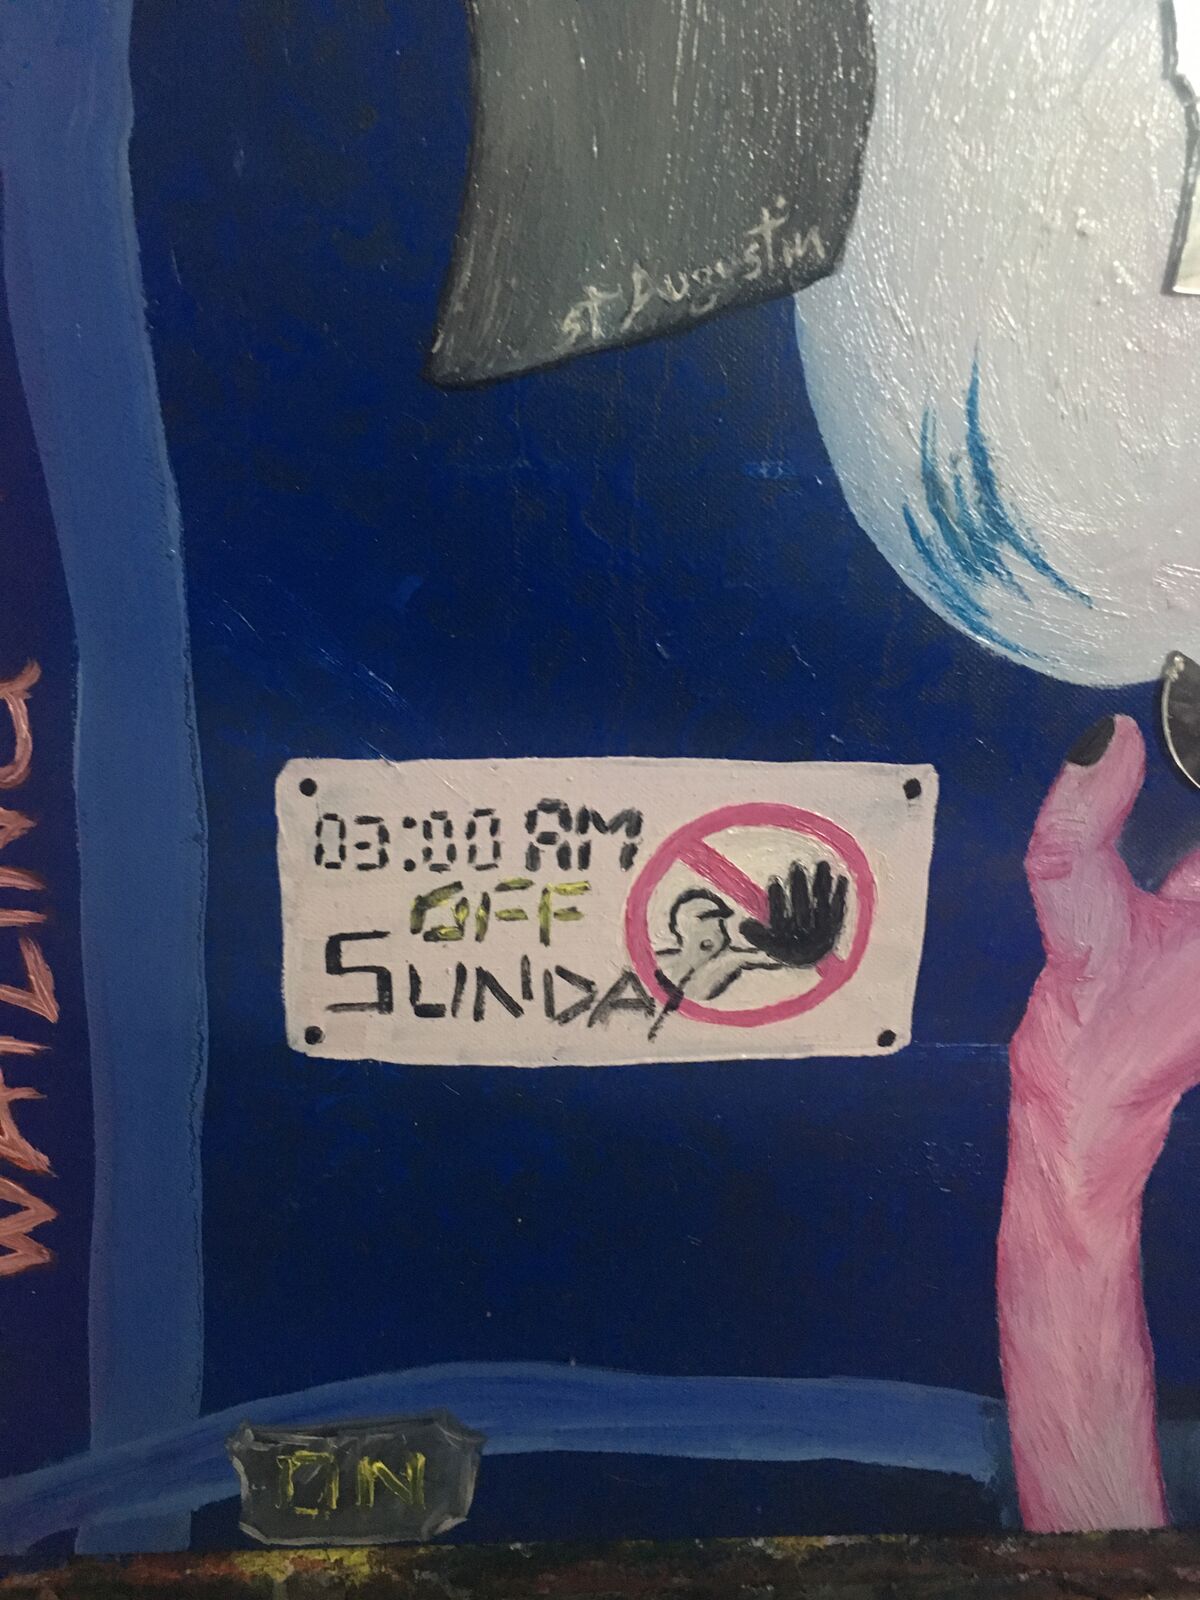 st Augustin
03:00 AM
OFF
SUNDAY
ON